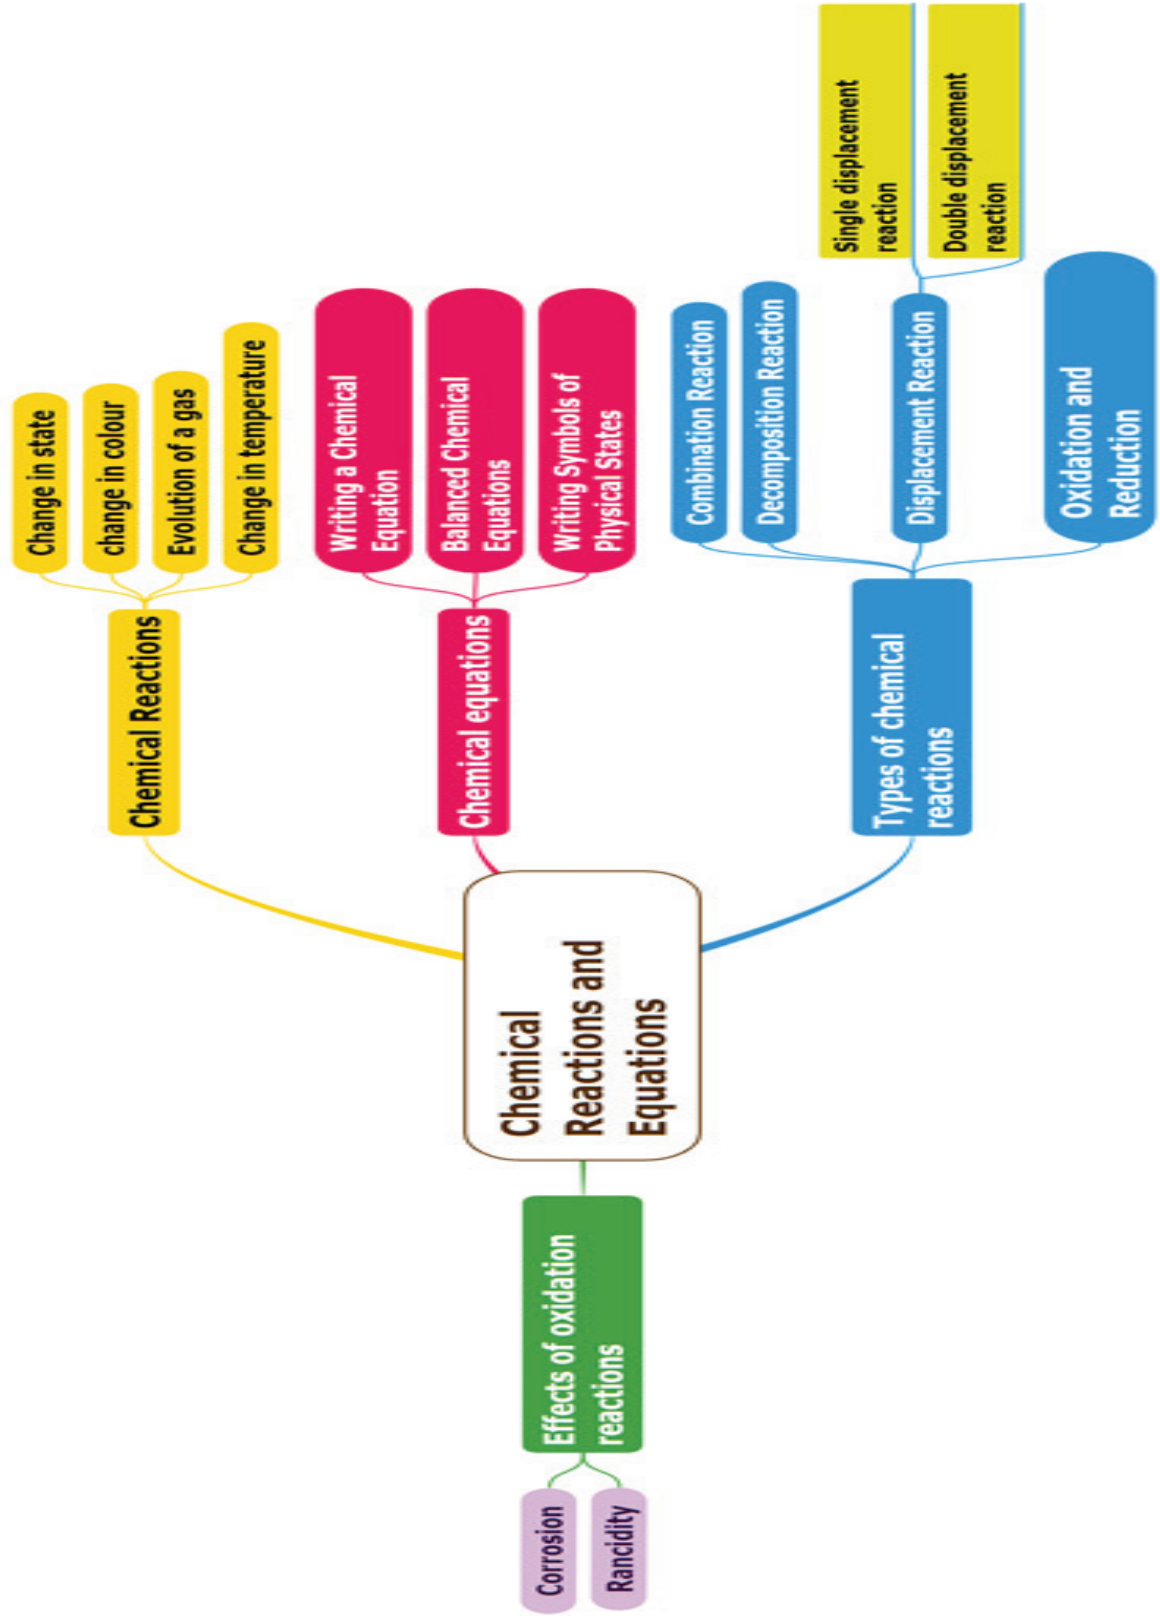 Chemical
Reactions and
Equations
Chemical Reactions
Change in state
change in colour
Evolution of a gas
Change in temperature
Chemical equations
Writing a Chemical
Equation
Balanced Chemical
Equations
Writing Symbols of
Physical States
Types of chemical
reactions
Combination Reaction
Decomposition Reaction
Displacement Reaction
Single displacement
reaction
Double displacement
reaction
Oxidation and
Reduction
Effects of oxidation
reactions
Corrosion
Rancidity